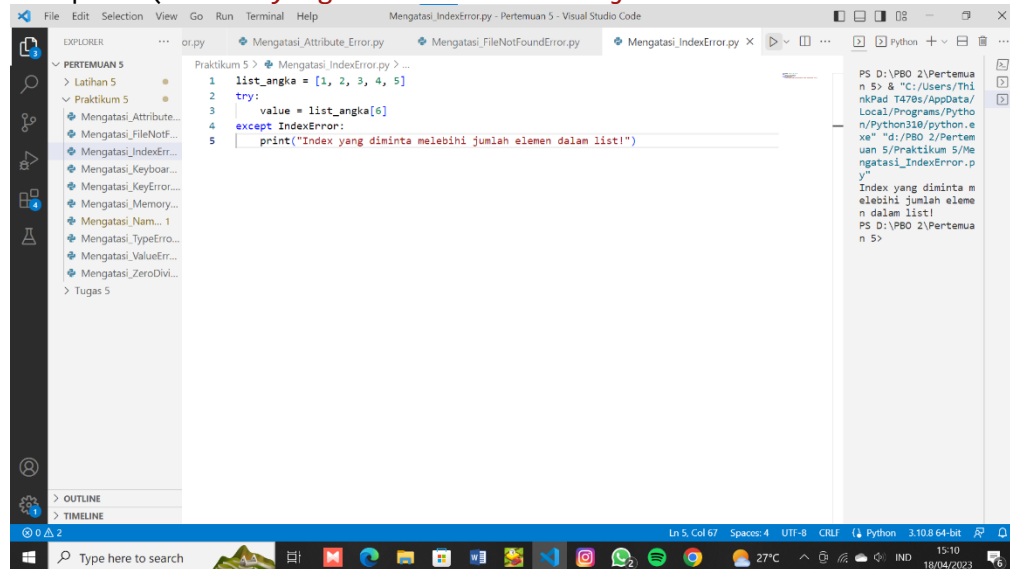 File Edit Selection View Go Run Terminal Help
Mengatasi_IndexError.py - Pertemuan 5 - Visual Studio Code
EXPLORER
or.py
Mengatasi_Attribute_Error.py
Mengatasi_FileNotFoundError.py
Mengatasi_IndexError.py
Python
PERTEMUAN 5
> Latihan 5
Praktikum 5
Mengatasi_Attribute...
Mengatasi_FileNotF...
Mengatasi_IndexErr...
Mengatasi_Keyboar...
Mengatasi_KeyError....
Mengatasi_Memory...
Mengatasi_Nam... 1
Mengatasi_TypeErro...
Mengatasi_ValueErr...
Mengatasi_ZeroDivi...
> Tugas 5
> OUTLINE
> TIMELINE
Praktikum 5 > Mengatasi_IndexError.py > ...
1 list_angka = [1, 2, 3, 4, 5]
2 try:
3 value = list_angka[6]
4 except IndexError:
5 print("Index yang diminta melebihi jumlah elemen dalam list!")
PS D:\PBO 2\Pertemua
n 5> & "C:/Users/Thi
nkPad T470s/AppData/
Local/Programs/Pytho
n/Python310/python.e
xe" "d:/PBO 2/Pertem
uan 5/Praktikum 5/Me
ngatasi_IndexError.p
y"
Index yang diminta m
elebihi jumlah eleme
n dalam list!
PS D:\PBO 2\Pertemua
n 5>
3
4
1
0 2
Ln 5, Col 67 Spaces: 4 UTF-8 CRLF Python 3.10.8 64-bit
Type here to search
27°C
IND
15:10
18/04/2023
6